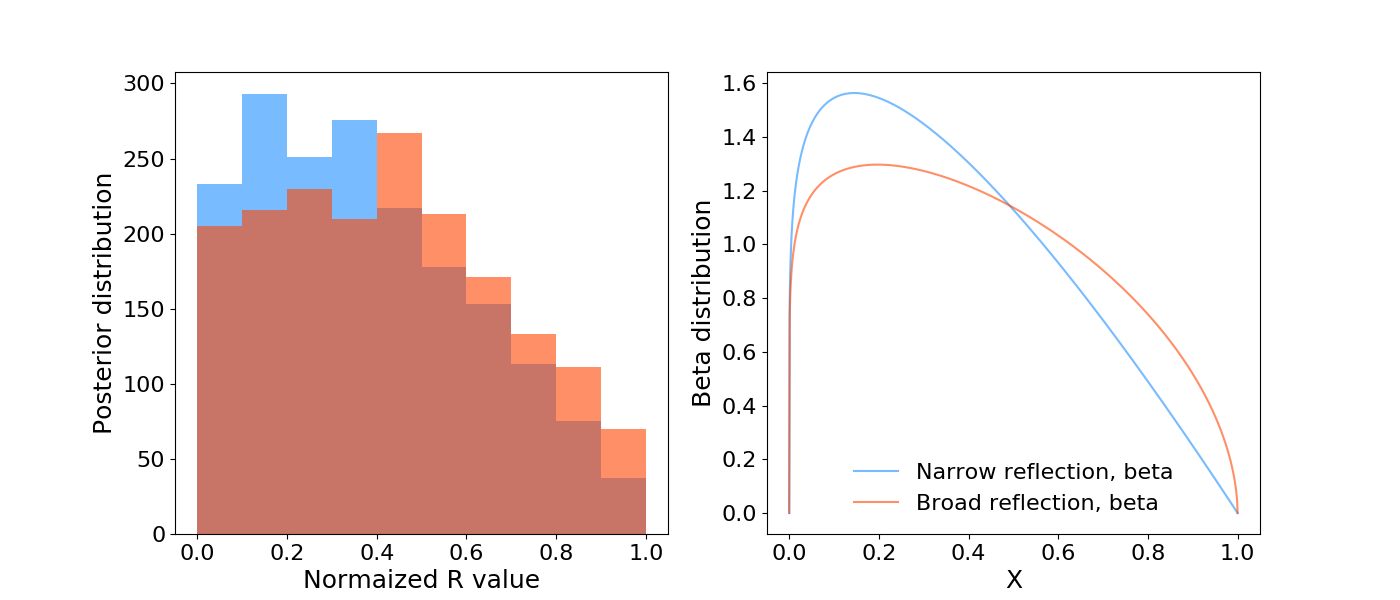 300
250
200
150
100
50
0
Posterior distribution
0.0 0.2 0.4 0.6 0.8 1.0
Normaized R value
1.6
1.4
1.2
1.0
0.8
0.6
0.4
0.2
0.0
Beta distribution
Narrow reflection, beta
Broad reflection, beta
0.0 0.2 0.4 0.6 0.8 1.0
X